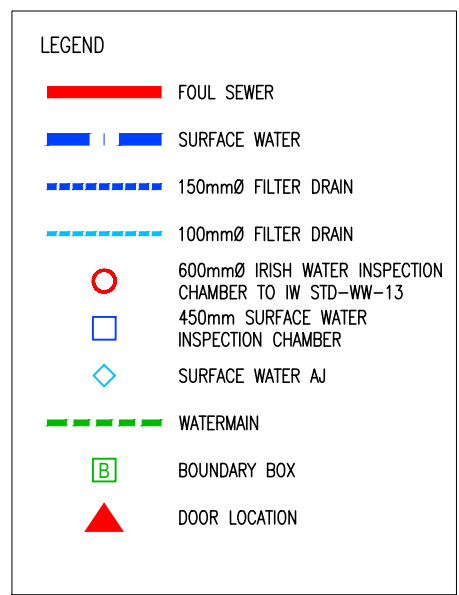 LEGEND
FOUL SEWER
SURFACE WATER
150mmØ FILTER DRAIN
100mmØ FILTER DRAIN
600mmØ IRISH WATER INSPECTION
CHAMBER TO IW STD-WW-13
450mm SURFACE WATER
INSPECTION CHAMBER
SURFACE WATER AJ
WATERMAIN
B BOUNDARY BOX
DOOR LOCATION